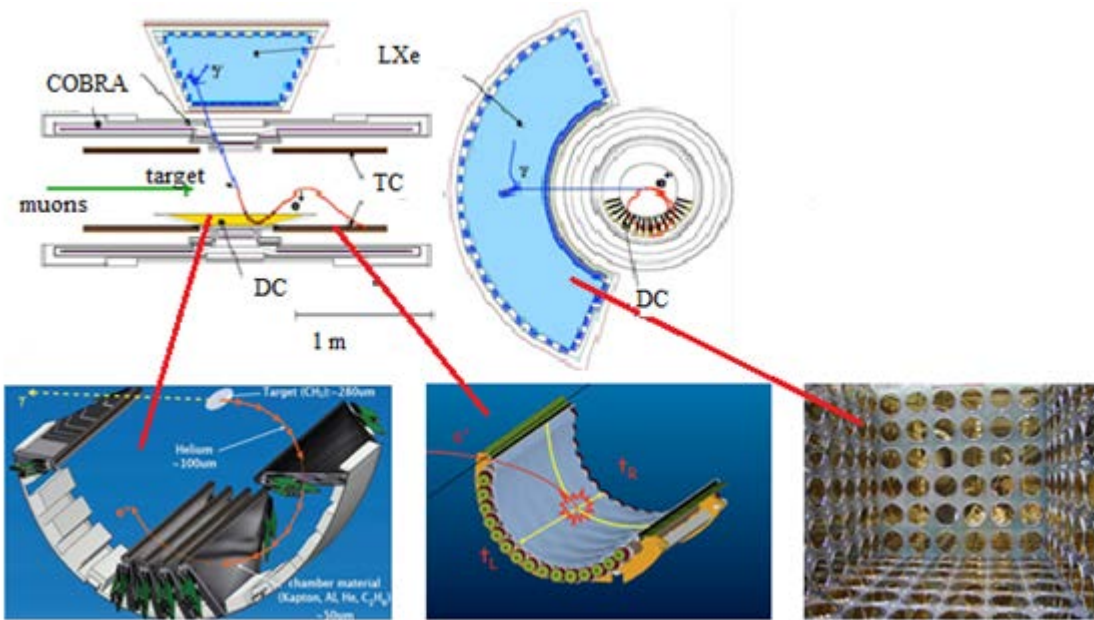 LXe
COBRA
γ
γ
target
TC
muons
e+
e+
DC
DC
1 m
γ
Target (CH₂):~280um
Helium
~100um
e+
chamber material
(Kapton, Al, He, C₂H₆)
~50um
e+
tR
tL